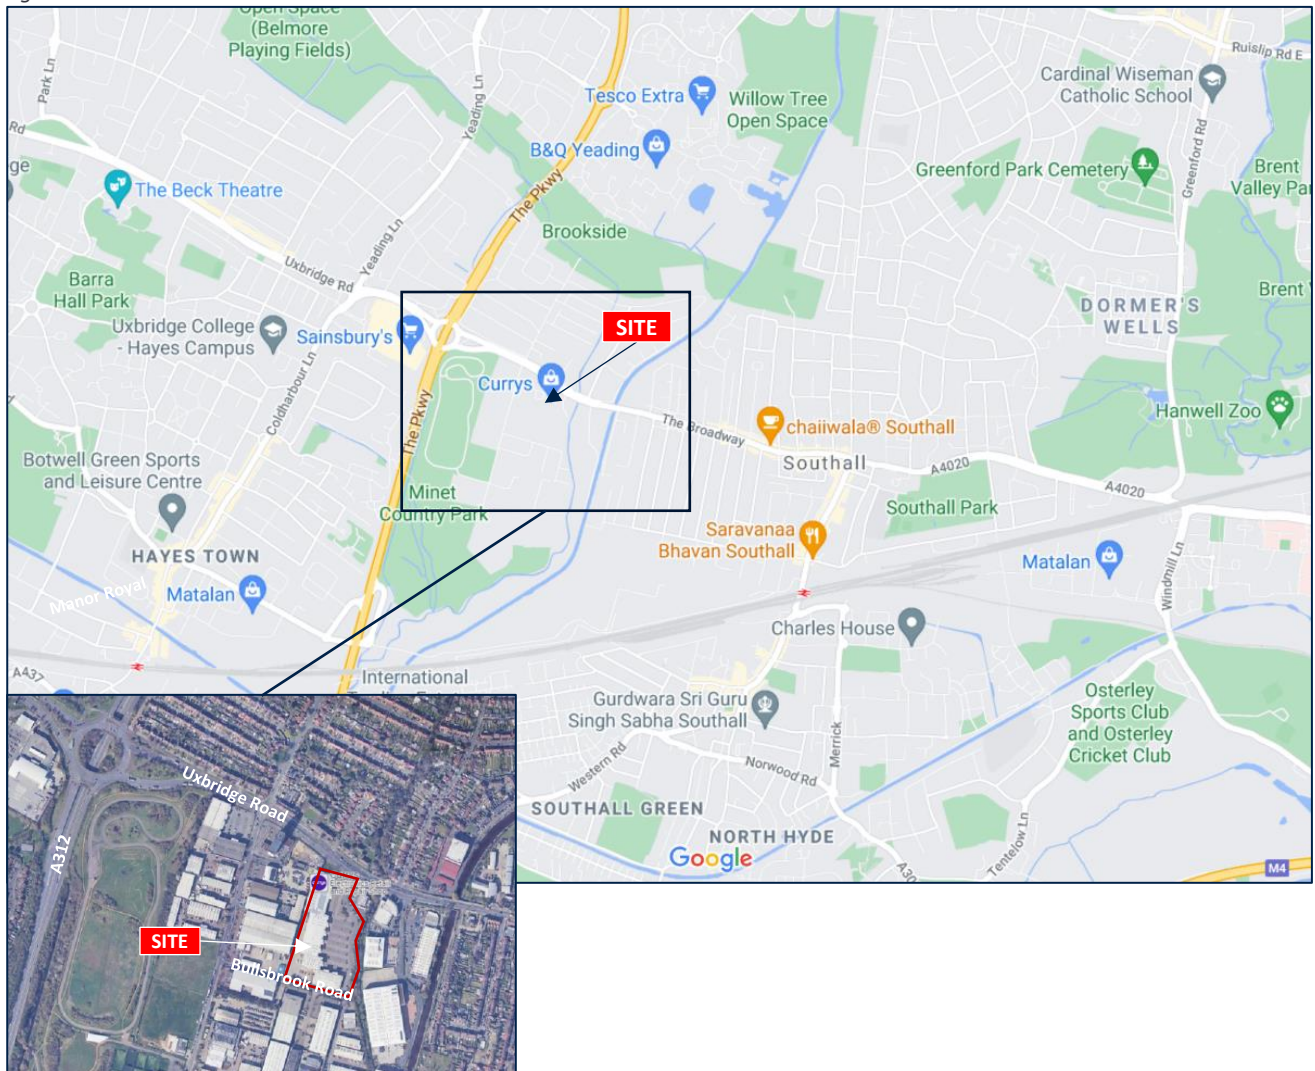 Open Space
(Belmore
Playing Fields)
Park Ln
Yeading Ln
Ruislip Rd E
Cardinal Wiseman
Catholic School
Tesco Extra
Willow Tree
Open Space
Rd
B&Q Yeading
Greenford Park Cemetery
Greenford Rd
Brent
Valley Par
ge
The Beck Theatre
The Pkwy
Yeading Ln
Brookside
Uxbridge Rd
Barra
Hall Park
Brent
DORMER'S
WELLS
Uxbridge College
- Hayes Campus
Sainsbury's
SITE
Coldharbour Ln
Currys
The Pkwy
The Broadway
chaiiwala® Southall
Hanwell Zoo
Southall
A4020
A4020
Botwell Green Sports
and Leisure Centre
Minet
Country Park
Southall Park
Saravanaa
Bhavan Southall
HAYES TOWN
Matalan
Matalan
Windmill Ln
Manor Royal
Charles House
A437
International
Gurdwara Sri Guru
Singh Sabha Southall
Osterley
Sports Club
and Osterley
Cricket Club
Merrick
Western Rd
Norwood Rd
SOUTHALL GREEN
NORTH HYDE
Tentelow Ln
Google
A30
M4
Uxbridge Road
A312
SITE
Bullsbrook Road